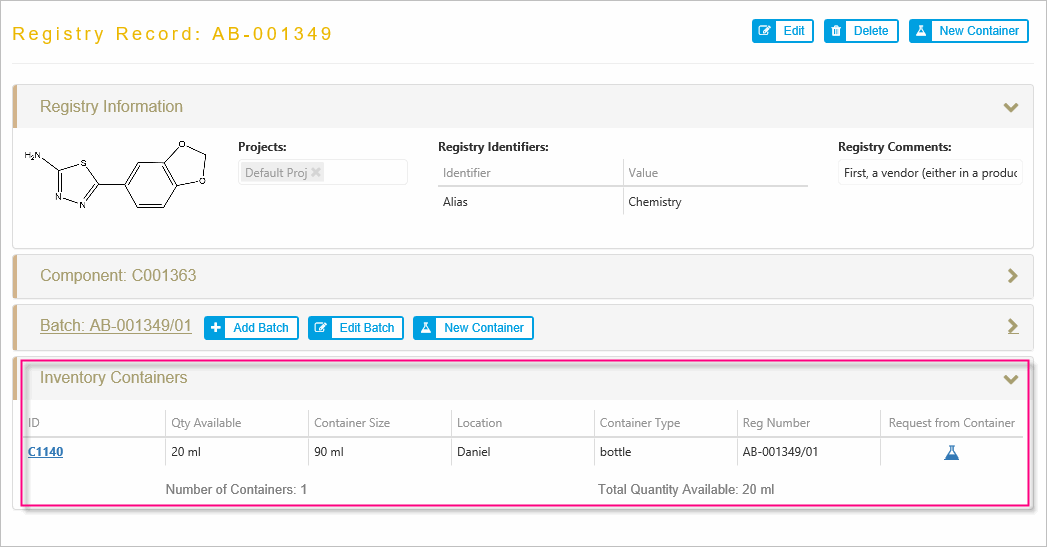 Registry Record: AB-001349
Edit Delete New Container
Registry Information
Projects: Registry Identifiers: Registry Comments:
H₂N S O O N N
Default Proj Identifier Value First, a vendor (either in a produc
Alias Chemistry
Component: C001363
Batch: AB-001349/01 Add Batch Edit Batch New Container
Inventory Containers
ID Qty Available Container Size Location Container Type Reg Number Request from Container
C1140 20 ml 90 ml Daniel bottle AB-001349/01
Number of Containers: 1 Total Quantity Available: 20 ml